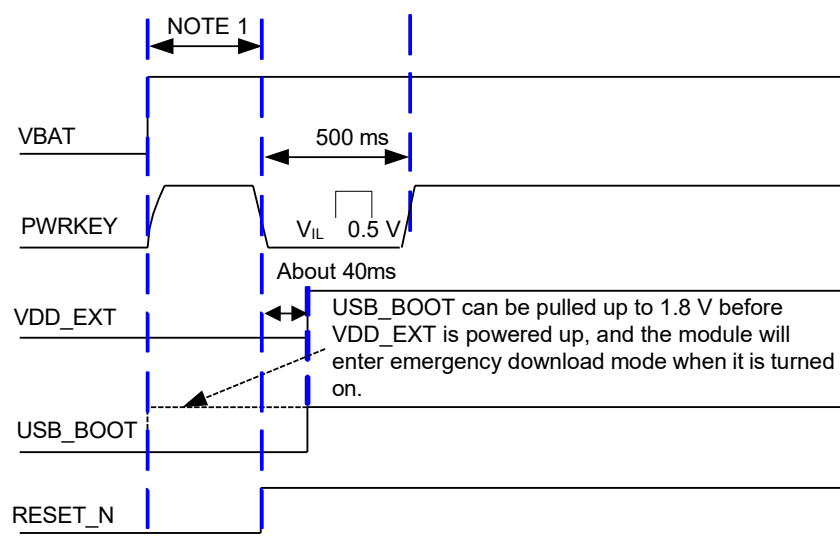 NOTE 1
VBAT
500 ms
PWRKEY
VIL 0.5 V
About 40ms
VDD_EXT
USB_BOOT can be pulled up to 1.8 V before
VDD_EXT is powered up, and the module will
enter emergency download mode when it is turned
on.
USB_BOOT
RESET_N